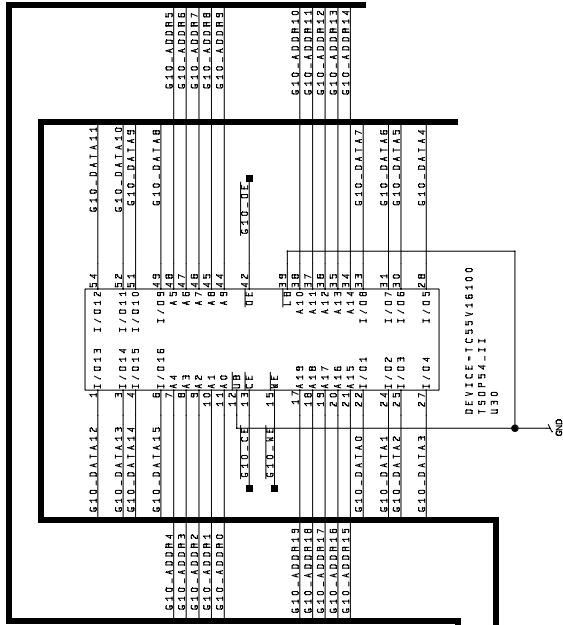 G10_ADDR5
G10_ADDR6
G10_ADDR7
G10_ADDR8
G10_ADDR9
G10_ADDR10
G10_ADDR11
G10_ADDR12
G10_ADDR13
G10_ADDR14
G10_DATA11
G10_DATA10
G10_DATA9
G10_DATA8
G10_OE
G10_DATA7
G10_DATA6
G10_DATA5
G10_DATA4
I/O12 54
I/O11 52
I/O10 51
I/O9 49
A5 48
A6 47
A7 46
A8 45
A9 44
OE 42
LB 39
A10 38
A11 37
A12 36
A13 35
A14 34
I/O8 33
I/O7 31
I/O6 30
I/O5 28
1 I/O13
3 I/O14
4 I/O15
6 I/O16
7 A4
8 A3
9 A2
10 A1
11 A0
12 UB
13 CE
15 WE
17 A19
18 A18
19 A17
20 A16
21 A15
22 I/O1
24 I/O2
25 I/O3
27 I/O4
DEVICE=TC55V16100
TSOP54-II
U30
GND
G10_DATA12
G10_DATA13
G10_DATA14
G10_DATA15
G10_CE
G10_WE
G10_DATA0
G10_DATA1
G10_DATA2
G10_DATA3
G10_ADDR4
G10_ADDR3
G10_ADDR2
G10_ADDR1
G10_ADDR0
G10_ADDR19
G10_ADDR18
G10_ADDR17
G10_ADDR16
G10_ADDR15